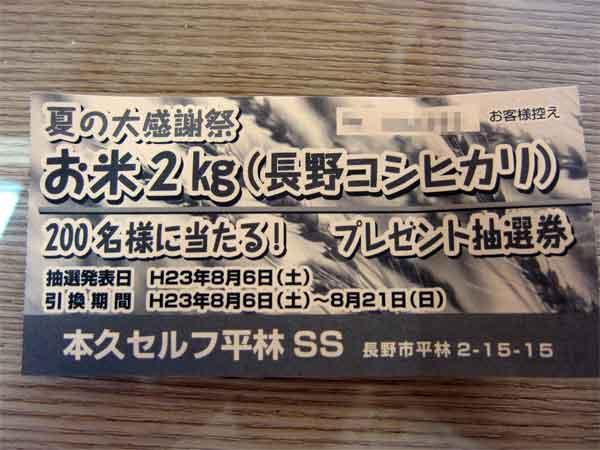 夏の大感謝祭
お客様控え
お米2kg(長野コシヒカリ)
200名様に当たる! プレゼント抽選券
抽選発表日 H23年8月6日(土)
引換期間 H23年8月6日(土)～8月21日(日)
本久セルフ平林SS 長野市平林2-15-15